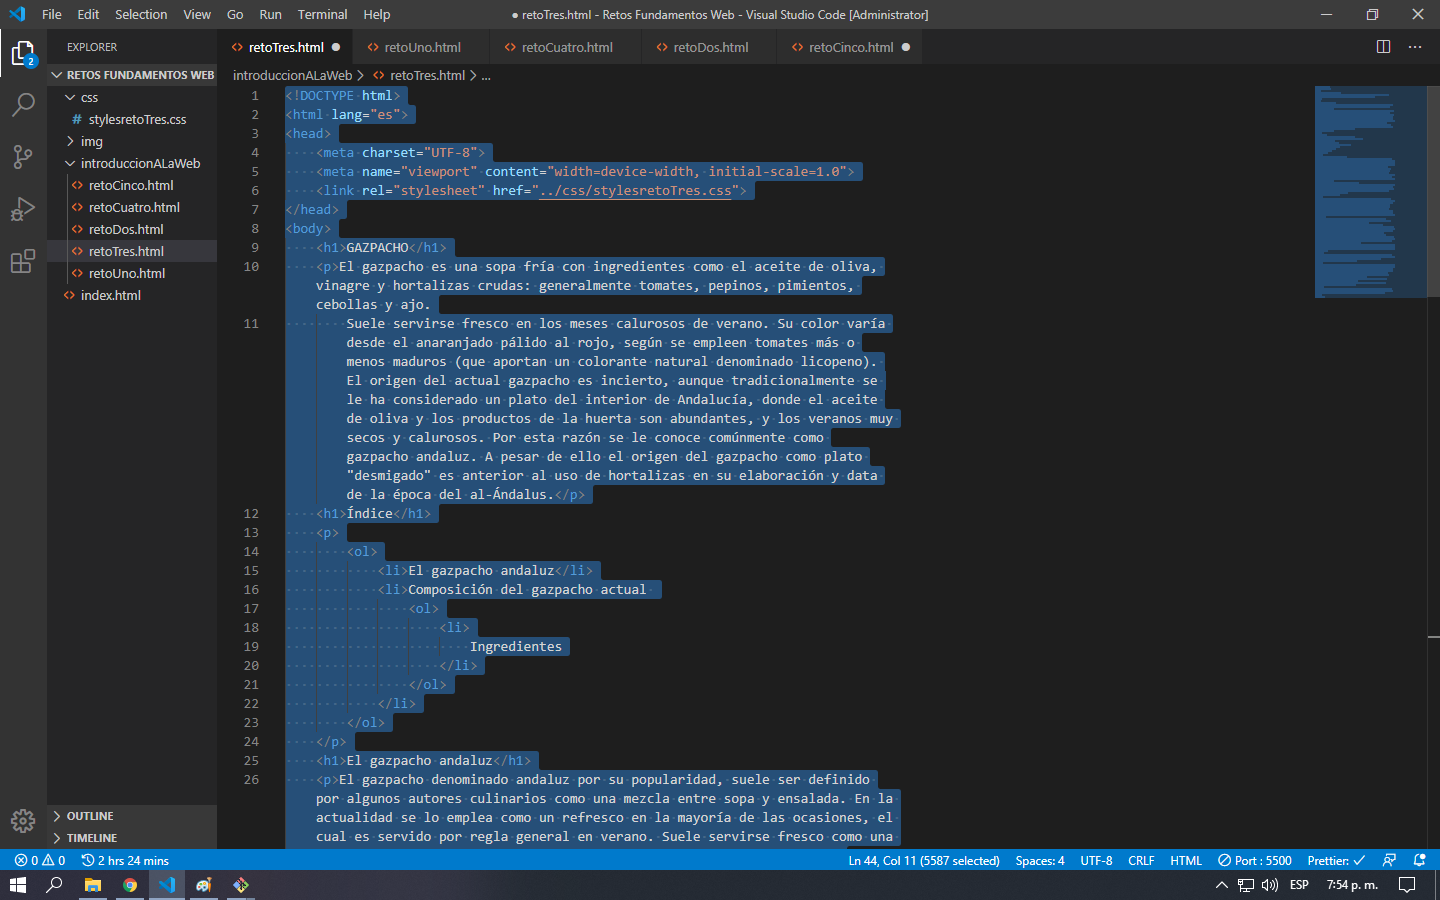 File Edit Selection View Go Run Terminal Help
● retoTres.html - Retos Fundamentos Web - Visual Studio Code [Administrator]
2
EXPLORER
RETOS FUNDAMENTOS WEB
css
# stylesretoTres.css
img
introduccionALaWeb
<> retoCinco.html
<> retoCuatro.html
<> retoDos.html
<> retoTres.html
<> retoUno.html
<> index.html
OUTLINE
TIMELINE
<> retoTres.html ● <> retoUno.html <> retoCuatro.html <> retoDos.html <> retoCinco.html ●
introduccionALaWeb > <> retoTres.html > ...
1 <!DOCTYPE html>
2 <html lang="es">
3 <head>
4 <meta charset="UTF-8">
5 <meta name="viewport" content="width=device-width, initial-scale=1.0">
6 <link rel="stylesheet" href="../css/stylesretoTres.css">
7 </head>
8 <body>
9 <h1>GAZPACHO</h1>
10 <p>El gazpacho es una sopa fría con ingredientes como el aceite de oliva,
vinagre y hortalizas crudas: generalmente tomates, pepinos, pimientos,
cebollas y ajo.
11 Suele servirse fresco en los meses calurosos de verano. Su color varía
desde el anaranjado pálido al rojo, según se empleen tomates más o
menos maduros (que aportan un colorante natural denominado licopeno).
El origen del actual gazpacho es incierto, aunque tradicionalmente se
le ha considerado un plato del interior de Andalucía, donde el aceite
de oliva y los productos de la huerta son abundantes, y los veranos muy
secos y calurosos. Por esta razón se le conoce comúnmente como
gazpacho andaluz. A pesar de ello el origen del gazpacho como plato
"desmigado" es anterior al uso de hortalizas en su elaboración y data
de la época del al-Ándalus.</p>
12 <h1>Índice</h1>
13 <p>
14 <ol>
15 <li>El gazpacho andaluz</li>
16 <li>Composición del gazpacho actual
17 <ol>
18 <li>
19 Ingredientes
20 </li>
21 </ol>
22 </li>
23 </ol>
24 </p>
25 <h1>El gazpacho andaluz</h1>
26 <p>El gazpacho denominado andaluz por su popularidad, suele ser definido
por algunos autores culinarios como una mezcla entre sopa y ensalada. En la
actualidad se lo emplea como un refresco en la mayoría de las ocasiones, el
cual es servido por regla general en verano. Suele servirse fresco como una
0 0 2 hrs 24 mins
Ln 44, Col 11 (5587 selected) Spaces: 4 UTF-8 CRLF HTML Port : 5500 Prettier: ✓
ESP 7:54 p. m.